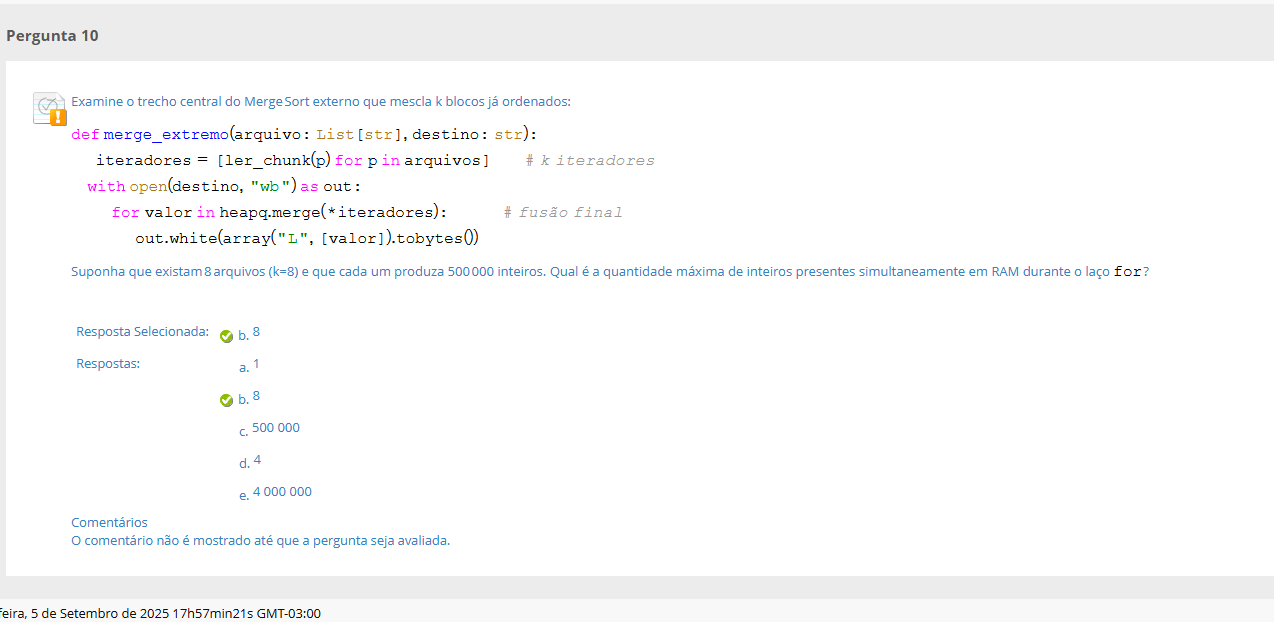 Pergunta 10
Examine o trecho central do MergeSort externo que mescla k blocos já ordenados:
def merge_extremo(arquivo: List[str], destino: str):
iteradores = [ler_chunk(p) for p in arquivos] # k iteradores
with open(destino, "wb") as out:
for valor in heapq.merge(*iteradores): # fusão final
out.white(array("L", [valor]).tobytes())
Suponha que existam 8 arquivos (k=8) e que cada um produza 500 000 inteiros. Qual é a quantidade máxima de inteiros presentes simultaneamente em RAM durante o laço for?
Resposta Selecionada: b. 8
Respostas: a. 1
b. 8
c. 500 000
d. 4
e. 4 000 000
Comentários
O comentário não é mostrado até que a pergunta seja avaliada.
feira, 5 de Setembro de 2025 17h57min21s GMT-03:00